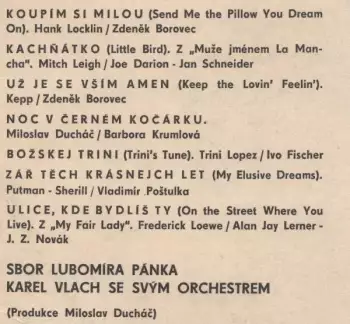 KOUPÍM SI MILOU (Send Me the Pillow You Dream
On). Hank Locklin / Zdeněk Borovec
KACHŇÁTKO (Little Bird). Z „Muže jménem La Man-
cha“. Mitch Leigh / Joe Darion - Jan Schneider
UŽ JE SE VŠÍM AMEN (Keep the Lovin' Feelin').
Kepp / Zdeněk Borovec
NOC V ČERNÉM KOČÁRKU.
Miloslav Ducháč / Barbora Krumlová
BOŽSKEJ TRINI (Trini's Tune). Trini Lopez / Ivo Fischer
ZÁŘ TĚCH KRÁSNEJCH LET (My Elusive Dreams).
Putman - Sherill / Vladimír Poštulka
ULICE, KDE BYDLÍŠ TY (On the Street Where You
Live). Z „My Fair Lady“. Frederick Loewe / Alan Jay Lerner -
J. Z. Novák
SBOR LUBOMÍRA PÁNKA
KAREL VLACH SE SVÝM ORCHESTREM
(Produkce Miloslav Ducháč)